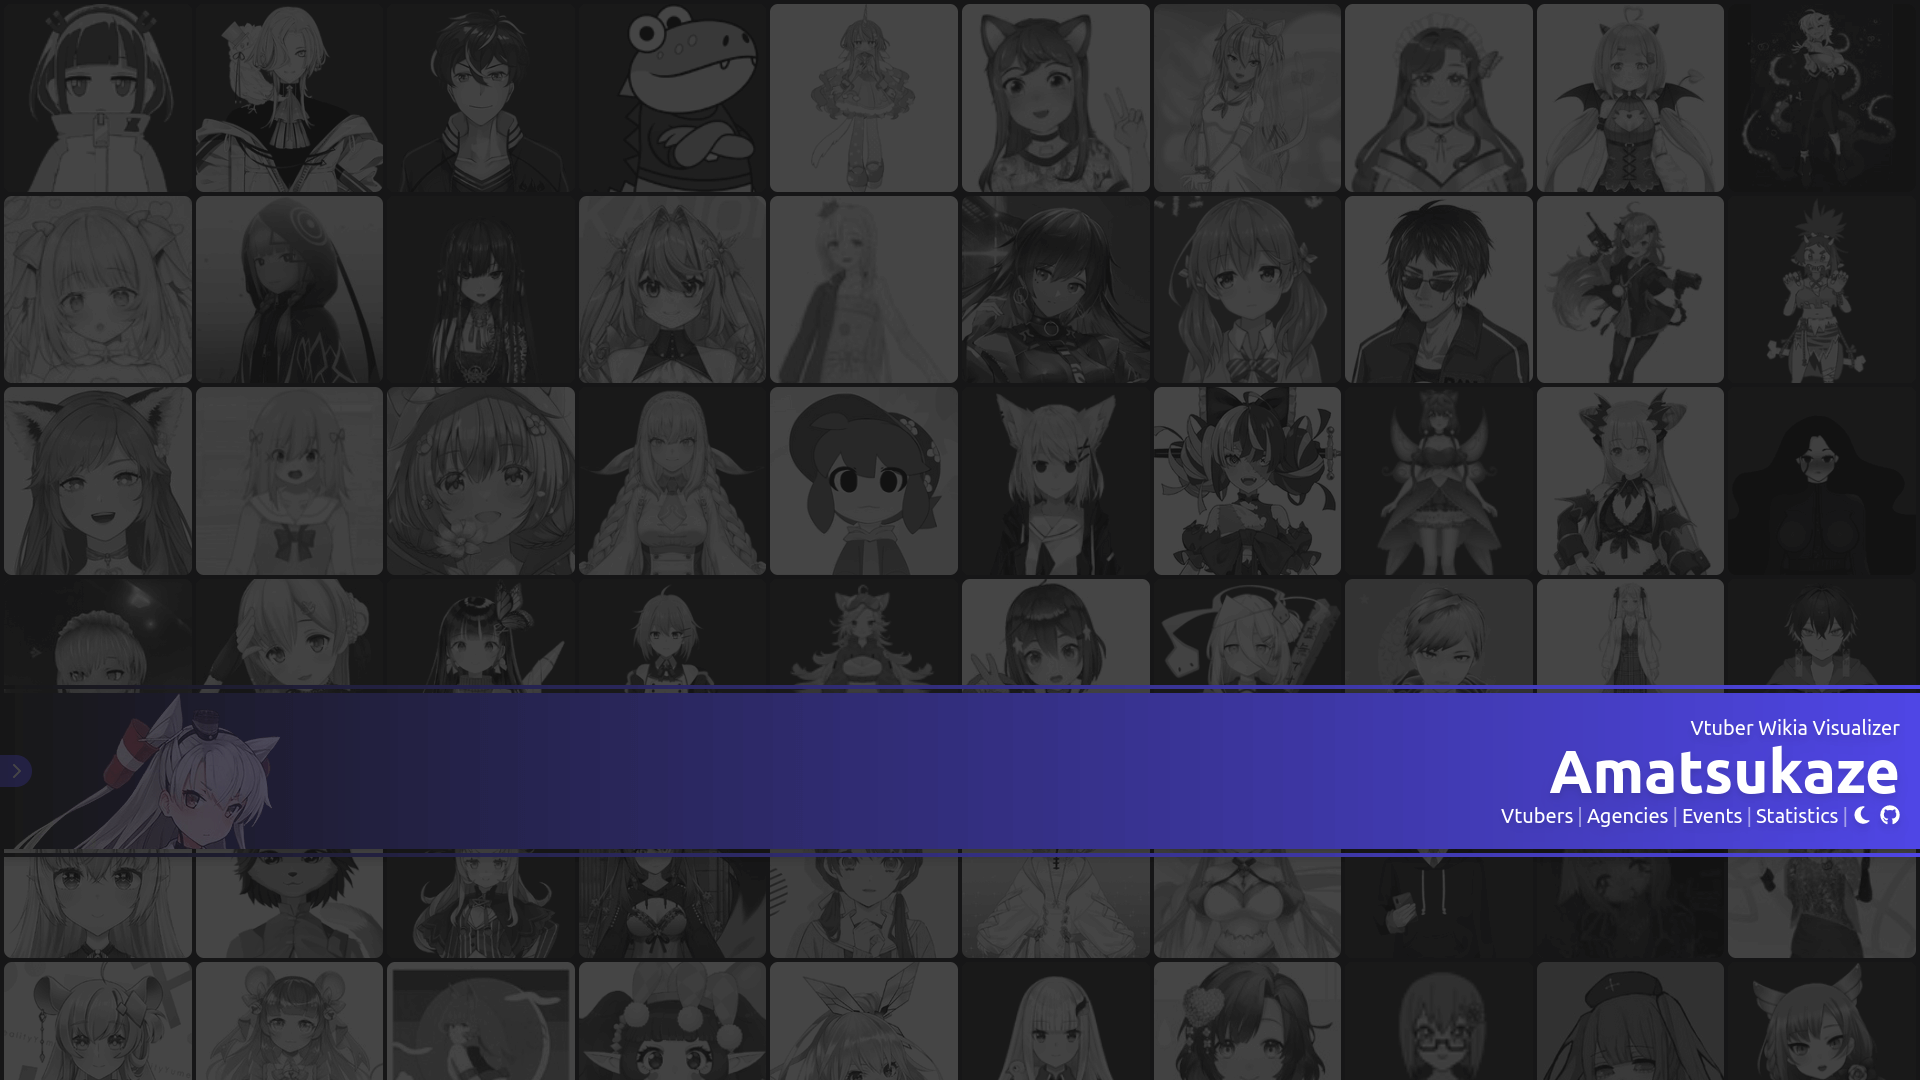 Vtuber Wikia Visualizer
Amatsukaze
Vtubers | Agencies | Events | Statistics |